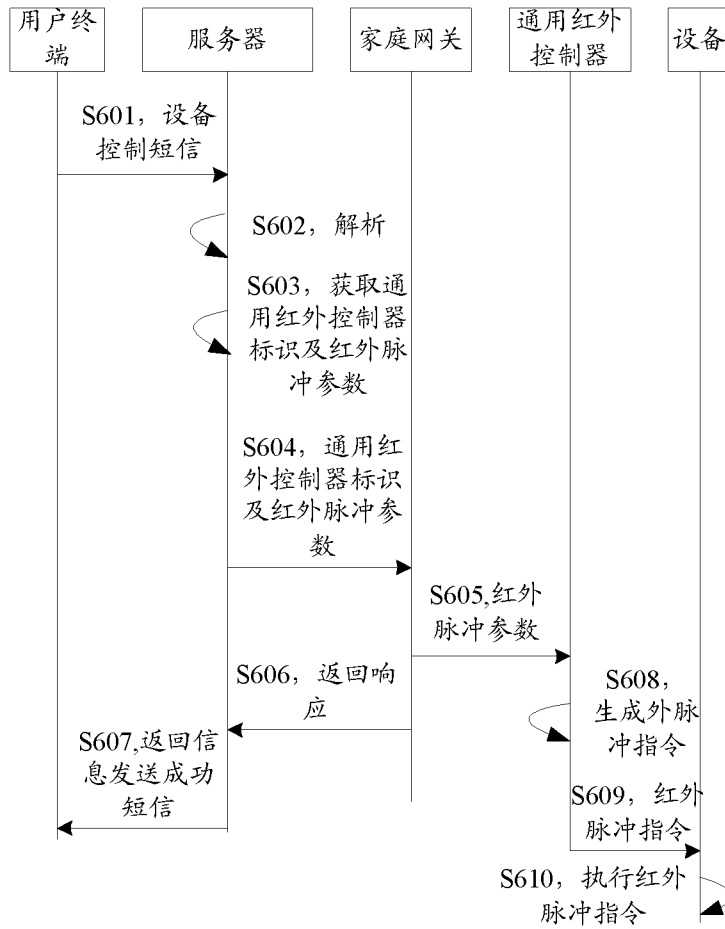 用户终
端
服务器
家庭网关
通用红外
控制器
设备
S601，设备
控制短信
S602，解析
S603，获取通
用红外控制器
标识及红外脉
冲参数
S604，通用红
外控制器标识
及红外脉冲参
数
S605,红外
脉冲参数
S606，返回响
应
S607,返回信
息发送成功
短信
S608，
生成外脉
冲指令
S609，红外
脉冲指令
S610，执行红外
脉冲指令